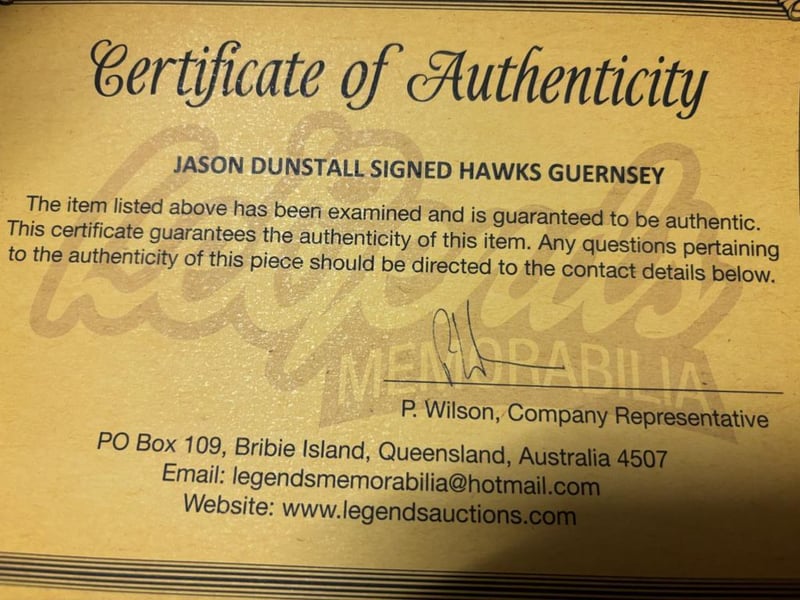 Certificate of Authenticity
JASON DUNSTALL SIGNED HAWKS GUERNSEY
The item listed above has been examined and is guaranteed to be authentic.
This certificate guarantees the authenticity of this item. Any questions pertaining
to the authenticity of this piece should be directed to the contact details below.
Legends
MEMORABILIA
P. Wilson, Company Representative
PO Box 109, Bribie Island, Queensland, Australia 4507
Email: legendsmemorabilia@hotmail.com
Website: www.legendsauctions.com